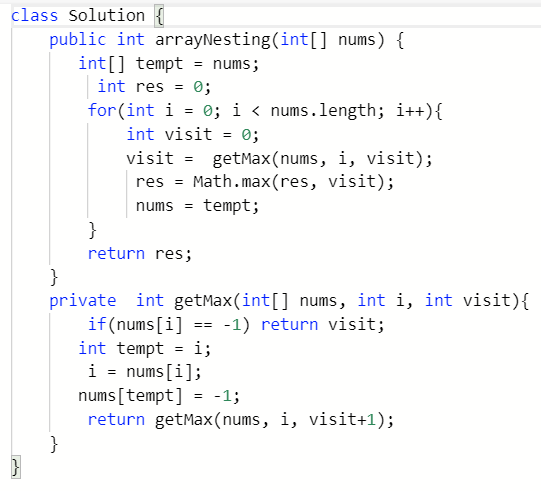 class Solution {
    public int arrayNesting(int[] nums) {
       int[] tempt = nums;
         int res = 0;
        for(int i = 0; i < nums.length; i++){
            int visit = 0;
            visit =  getMax(nums, i, visit);
             res = Math.max(res, visit);
             nums = tempt;
        }
        return res;
    }
    private  int getMax(int[] nums, int i, int visit){
        if(nums[i] == -1) return visit;
       int tempt = i;
        i = nums[i];
       nums[tempt] = -1;
        return getMax(nums, i, visit+1);
    }
}